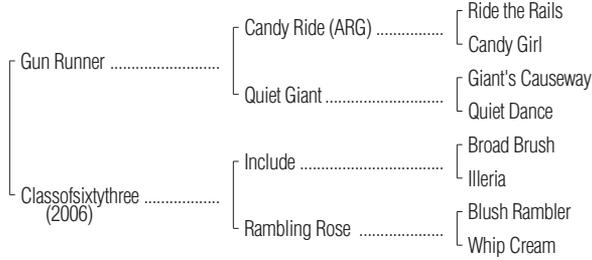 Ride the Rails
Candy Ride (ARG) ................
Candy Girl
Gun Runner ..........................
Giant's Causeway
Quiet Giant ............................
Quiet Dance
Broad Brush
Include ..................................
Illeria
Classofsixtythree ..................
(2006)
Blush Rambler
Rambling Rose ....................
Whip Cream